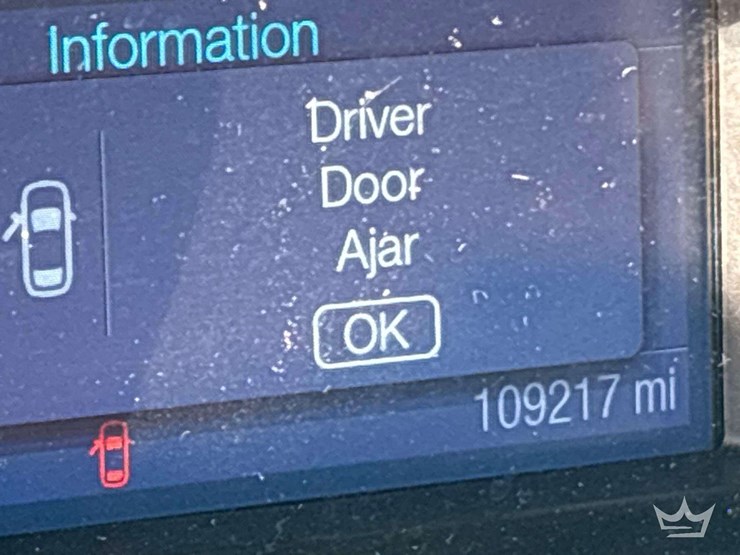 Information
Driver
Door
Ajar
OK
109217 mi